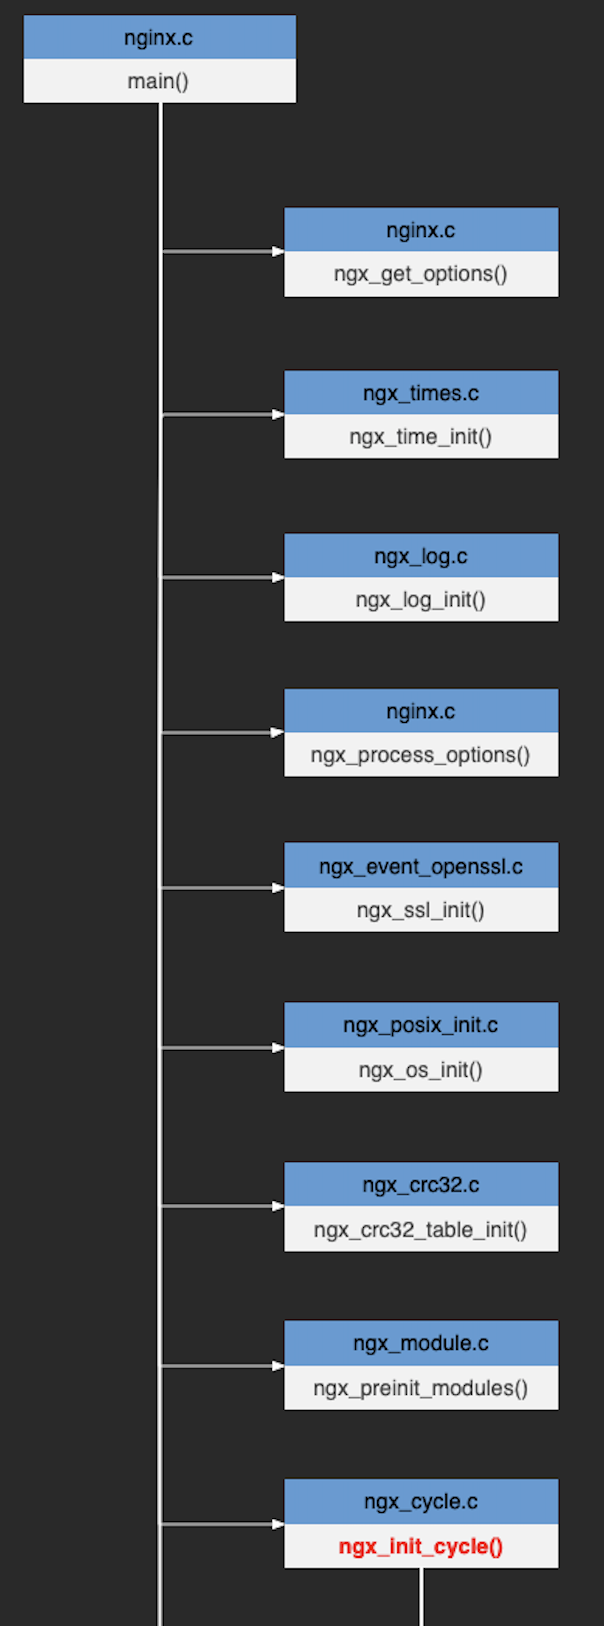 nginx.c
main()
nginx.c
ngx_get_options()
ngx_times.c
ngx_time_init()
ngx_log.c
ngx_log_init()
nginx.c
ngx_process_options()
ngx_event_openssl.c
ngx_ssl_init()
ngx_posix_init.c
ngx_os_init()
ngx_crc32.c
ngx_crc32_table_init()
ngx_module.c
ngx_preinit_modules()
ngx_cycle.c
ngx_init_cycle()